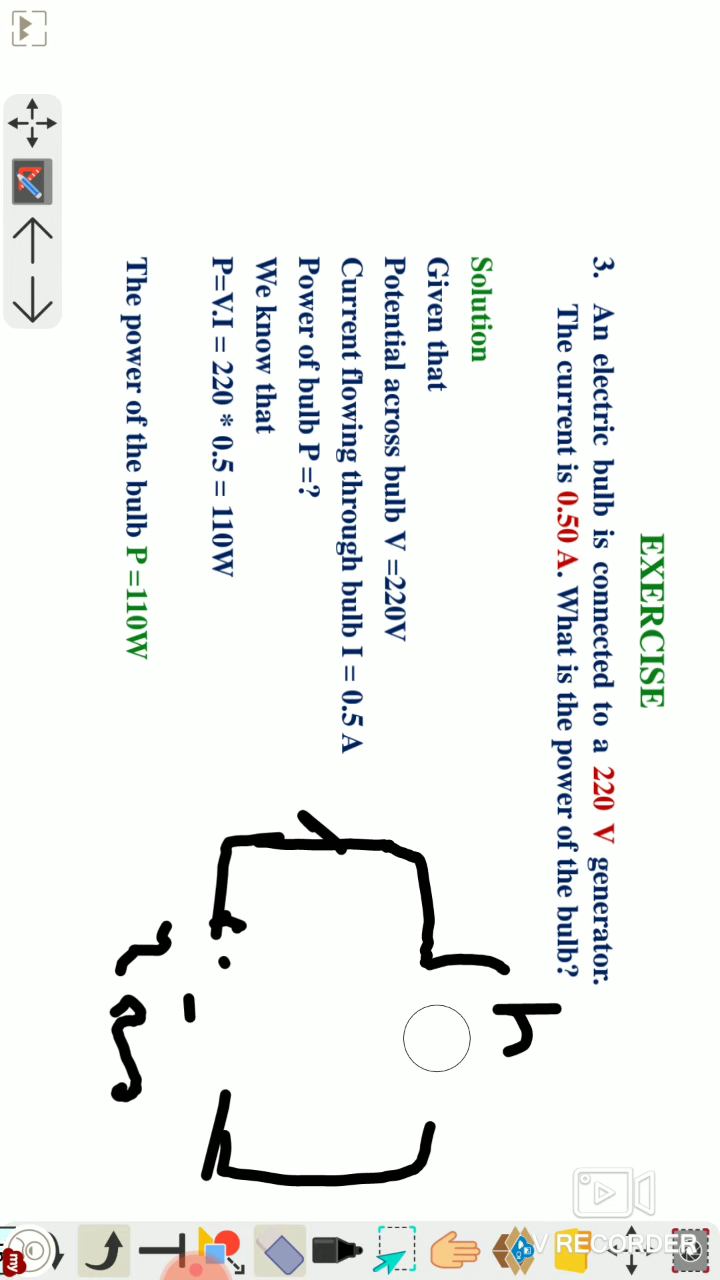 EXERCISE
3. An electric bulb is connected to a 220 V generator.
The current is 0.50 A. What is the power of the bulb?
Solution
Given that
Potential across bulb V =220V
Current flowing through bulb I = 0.5 A
Power of bulb P =?
We know that
P=V.I = 220 * 0.5 = 110W
The power of the bulb P =110W
V RECORDER